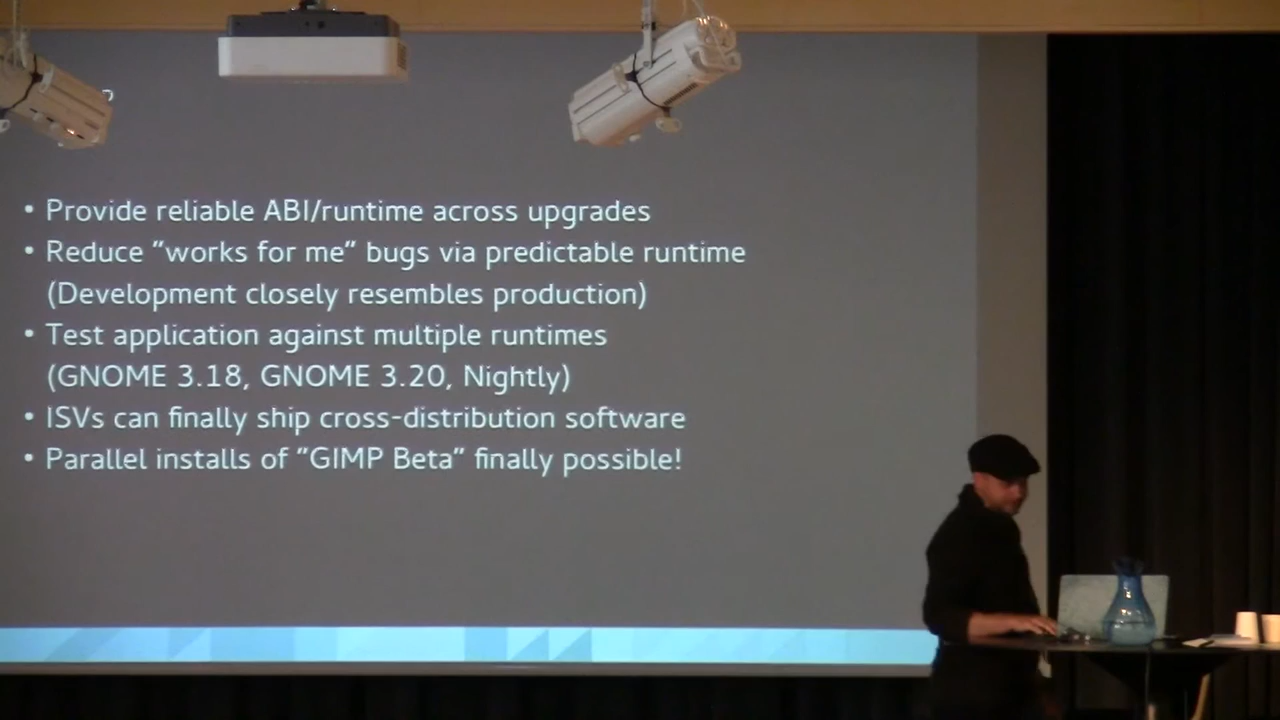 • Provide reliable ABI/runtime across upgrades
• Reduce "works for me" bugs via predictable runtime
(Development closely resembles production)
• Test application against multiple runtimes
(GNOME 3.18, GNOME 3.20, Nightly)
• ISVs can finally ship cross-distribution software
• Parallel installs of "GIMP Beta" finally possible!